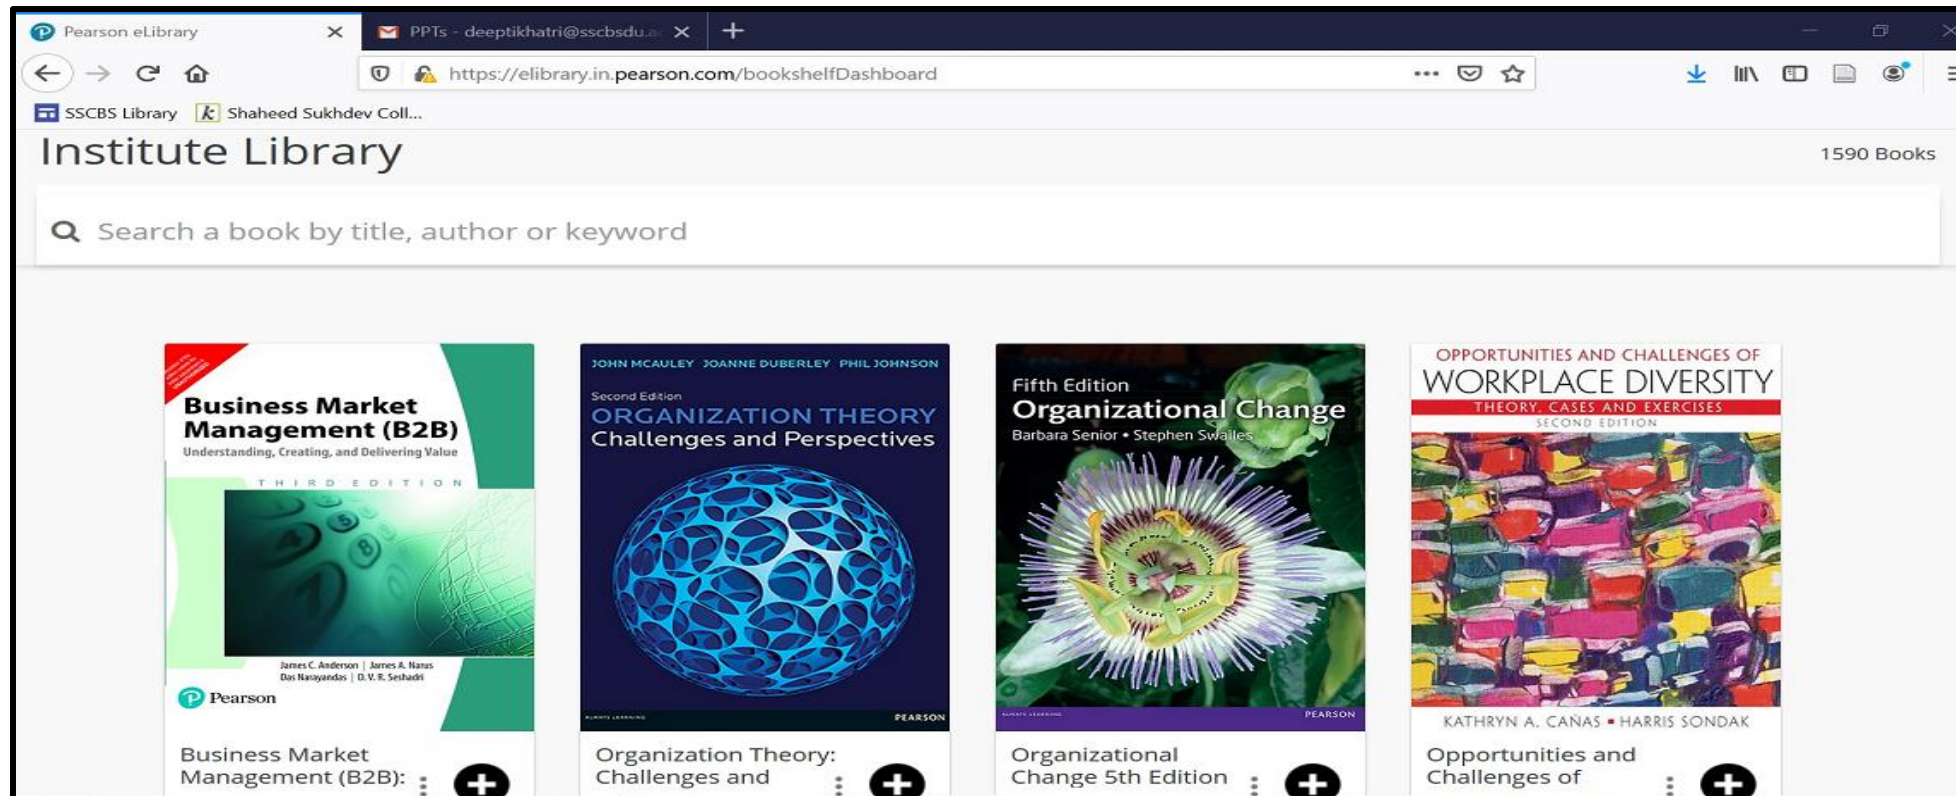 Pearson eLibrary
PPTs - deeptikhatri@sscbsdu.ac
https://elibrary.in.pearson.com/bookshelfDashboard
SSCBS Library
Shaheed Sukhdev Coll...
Institute Library
1590 Books
Search a book by title, author or keyword
Business Market
Management (B2B)
Understanding, Creating, and Delivering Value
THIRD EDITION
James C. Anderson | James A. Narus
Das Narayandas | D. V. R. Seshadri
Pearson
Business Market
Management (B2B):
JOHN MCAULEY JOANNE DUBERLEY PHIL JOHNSON
Second Edition
ORGANIZATION THEORY
Challenges and Perspectives
ALWAYS LEARNING
PEARSON
Organization Theory:
Challenges and
Fifth Edition
Organizational Change
Barbara Senior • Stephen Swailes
ALWAYS LEARNING
PEARSON
Organizational
Change 5th Edition
OPPORTUNITIES AND CHALLENGES OF
WORKPLACE DIVERSITY
THEORY, CASES AND EXERCISES
SECOND EDITION
KATHRYN A. CAÑAS ▪ HARRIS SONDAK
Opportunities and
Challenges of